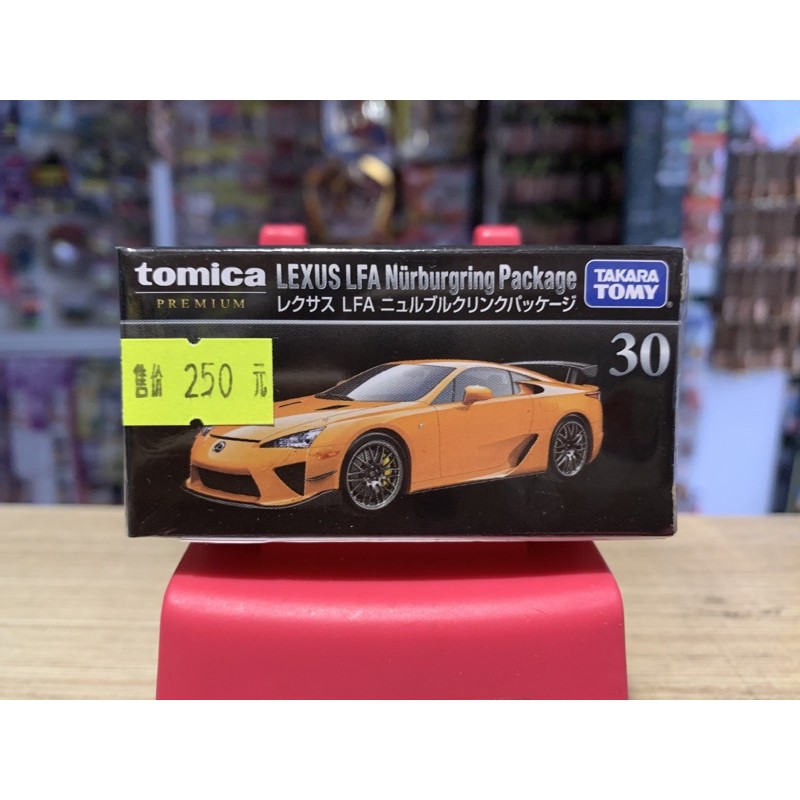 tomica
PREMIUM
LEXUS LFA Nürburgring Package
レクサス LFA ニュルブルクリンクパッケージ
TAKARA
TOMY
30
售价 250 元